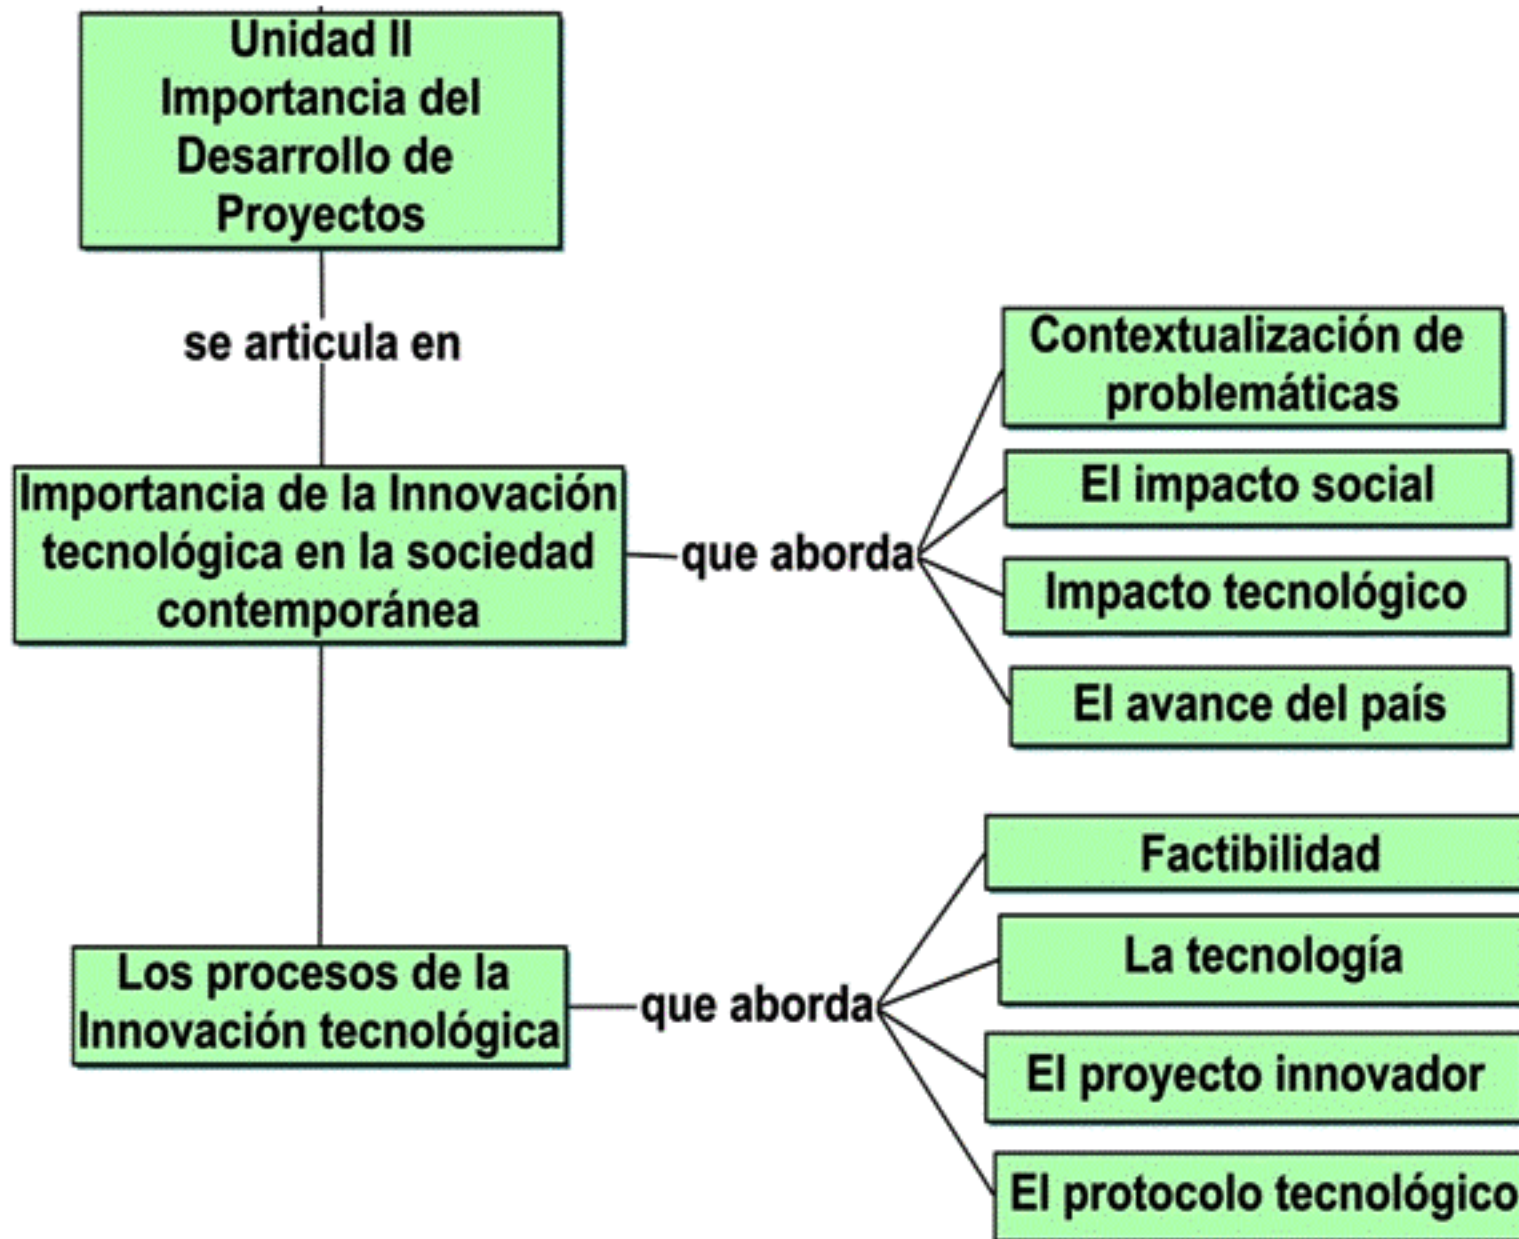 Unidad II
Importancia del
Desarrollo de
Proyectos
se articula en
Importancia de la Innovación
tecnológica en la sociedad
contemporánea
que aborda
Contextualización de
problemáticas
El impacto social
Impacto tecnológico
El avance del país
Los procesos de la
Innovación tecnológica
que aborda
Factibilidad
La tecnología
El proyecto innovador
El protocolo tecnológico